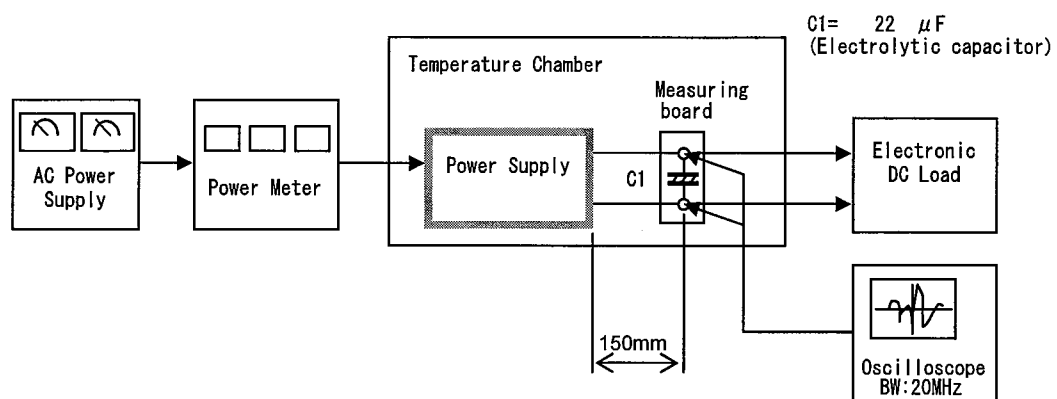 C1= 22 μF
(Electrolytic capacitor)
Temperature Chamber
Measuring
board
AC Power
Supply
Power Meter
Power Supply
C1
Electronic
DC Load
150mm
Oscilloscope
BW:20MHz